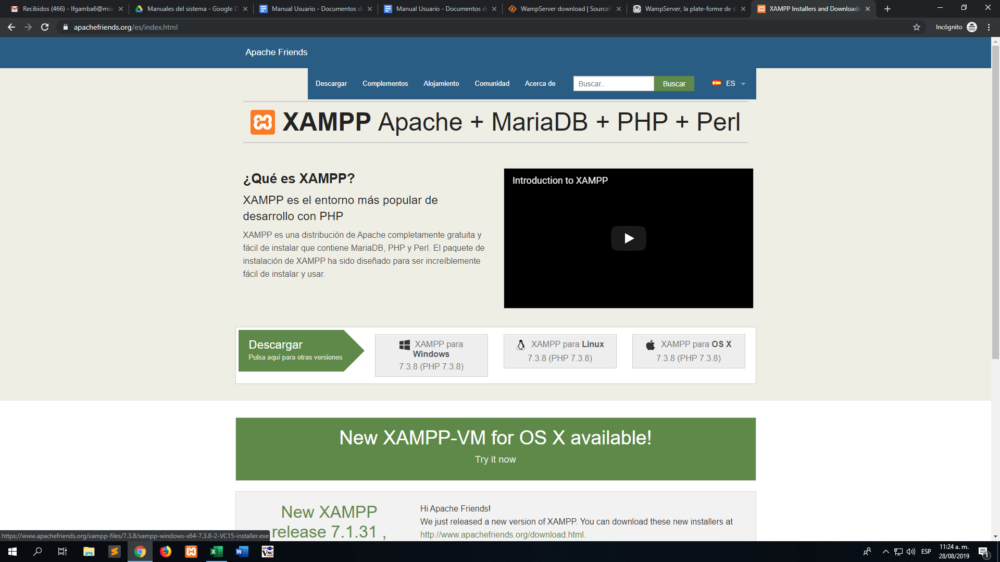 Recibidos (466) - lfgamba6@mise
Manuales del sistema - Google D
Manual Usuario - Documentos de
Manual Usuario - Documentos de
WampServer download | SourceF
WampServer, la plate-forme de d
XAMPP Installers and Downloads
apachefriends.org/es/index.html
Incógnito
Apache Friends
Descargar
Complementos
Alojamiento
Comunidad
Acerca de
Buscar..
Buscar
ES
XAMPP Apache + MariaDB + PHP + Perl
¿Qué es XAMPP?
XAMPP es el entorno más popular de
desarrollo con PHP
XAMPP es una distribución de Apache completamente gratuita y
fácil de instalar que contiene MariaDB, PHP y Perl. El paquete de
instalación de XAMPP ha sido diseñado para ser increíblemente
fácil de instalar y usar.
Introduction to XAMPP
Descargar
Pulsa aquí para otras versiones
XAMPP para
Windows
7.3.8 (PHP 7.3.8)
XAMPP para Linux
7.3.8 (PHP 7.3.8)
XAMPP para OS X
7.3.8 (PHP 7.3.8)
New XAMPP-VM for OS X available!
Try it now
New XAMPP
release 7.1.31 ,
Hi Apache Friends!
We just released a new version of XAMPP. You can download these new installers at
http://www.apachefriends.org/download.html.
https://www.apachefriends.org/xampp-files/7.3.8/xampp-windows-x64-7.3.8-2-VC15-installer.exe
VNC
ESP
11:24 a. m.
28/08/2019
1